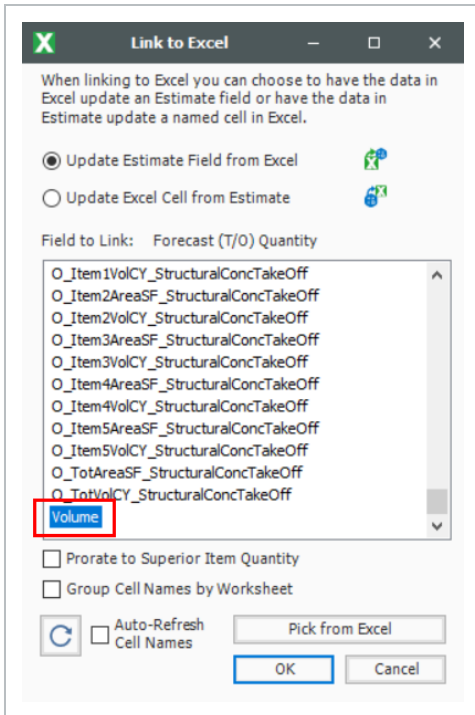 Link to Excel
When linking to Excel you can choose to have the data in
Excel update an Estimate field or have the data in
Estimate update a named cell in Excel.
Update Estimate Field from Excel
Update Excel Cell from Estimate
Field to Link: Forecast (T/O) Quantity
O_Item1VolCY_StructuralConcTakeOff
O_Item2AreaSF_StructuralConcTakeOff
O_Item2VolCY_StructuralConcTakeOff
O_Item3AreaSF_StructuralConcTakeOff
O_Item3VolCY_StructuralConcTakeOff
O_Item4AreaSF_StructuralConcTakeOff
O_Item4VolCY_StructuralConcTakeOff
O_Item5AreaSF_StructuralConcTakeOff
O_Item5VolCY_StructuralConcTakeOff
O_TotAreaSF_StructuralConcTakeOff
O_TotVolCY_StructuralConcTakeOff
Volume
Prorate to Superior Item Quantity
Group Cell Names by Worksheet
Auto-Refresh
Cell Names
Pick from Excel
OK Cancel